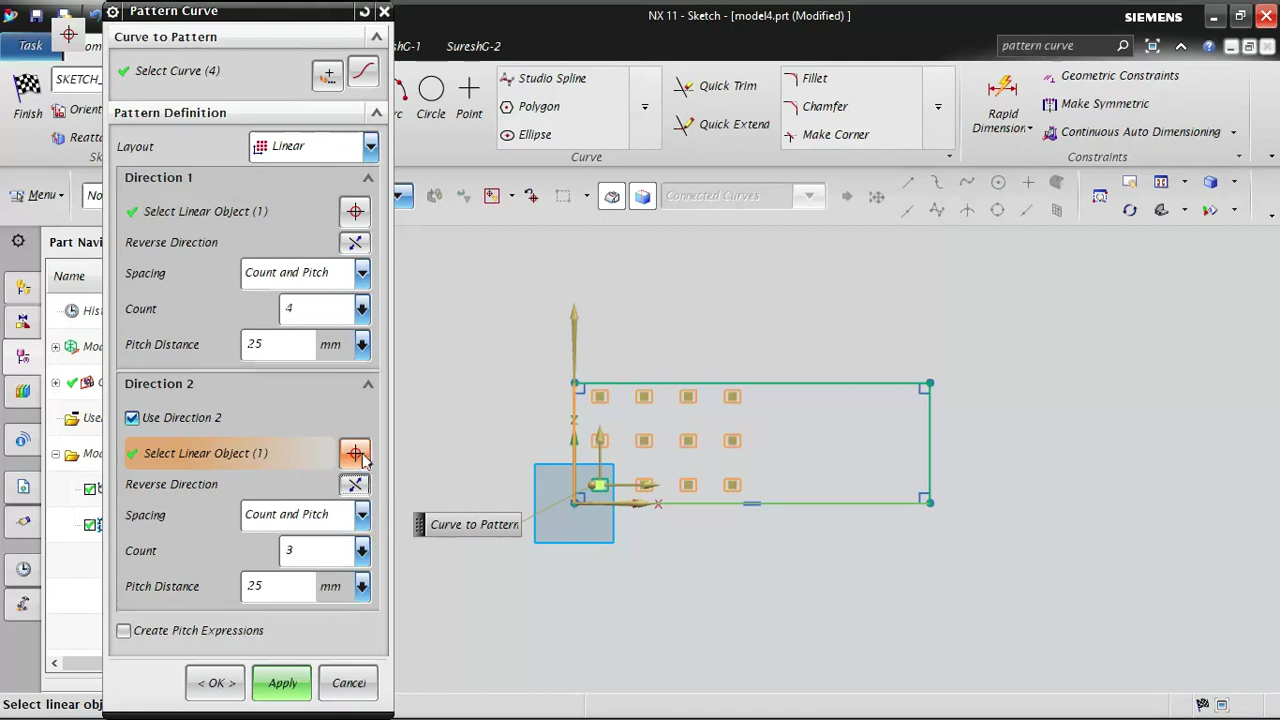 Pattern Curve
NX 11 - Sketch - [model4.prt (Modified) ]
SIEMENS
Task
SureshG-2
pattern curve
Curve to Pattern
Select Curve (4)
Finish
SKETCH_
Circle
Point
Studio Spline
Polygon
Ellipse
Quick Trim
Quick Extend
Fillet
Chamfer
Make Corner
Rapid
Dimension
Geometric Constraints
Make Symmetric
Continuous Auto Dimensioning
Curve
Constraints
Pattern Definition
Layout
Linear
Menu
No
Connected Curves
Direction 1
Select Linear Object (1)
Reverse Direction
Spacing
Count and Pitch
Count
4
Pitch Distance
25
mm
Part Nav
Name
Direction 2
Use Direction 2
Select Linear Object (1)
Reverse Direction
Spacing
Count and Pitch
Count
3
Pitch Distance
25
mm
Create Pitch Expressions
< OK >
Apply
Cancel
Curve to Pattern
X
Select linear obj